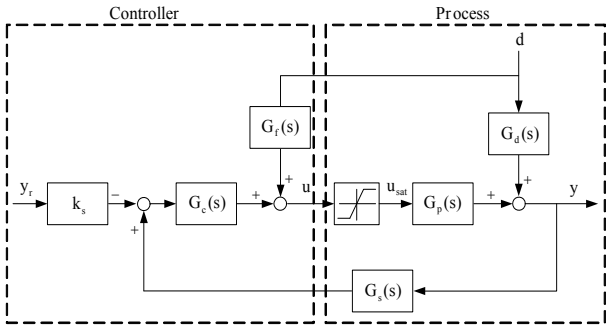 Controller
Process
d
G_f(s)
G_d(s)
y_r
k_s
−
+
G_c(s)
+
+
u
u_sat
G_p(s)
+
+
y
G_s(s)